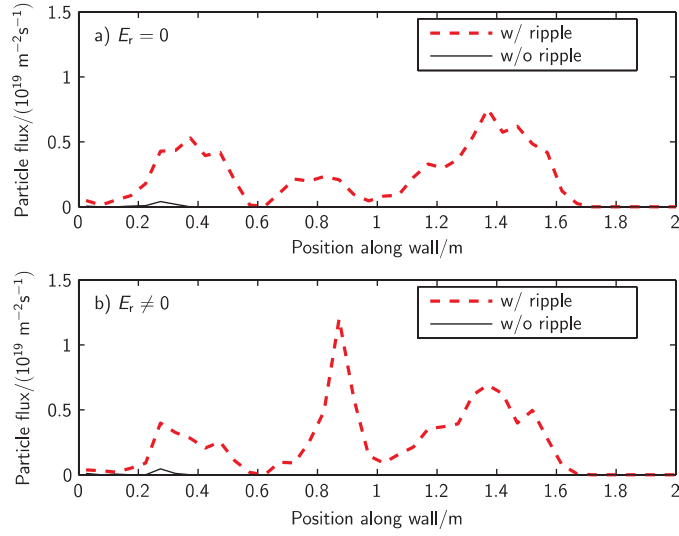 1.5
a) E_r = 0
w/ ripple
w/o ripple
1
0.5
0
Particle flux/(10^19 m^−2 s^−1)
0 0.2 0.4 0.6 0.8 1 1.2 1.4 1.6 1.8 2
Position along wall/m
1.5
b) E_r ≠ 0
w/ ripple
w/o ripple
1
0.5
0
Particle flux/(10^19 m^−2 s^−1)
0 0.2 0.4 0.6 0.8 1 1.2 1.4 1.6 1.8 2
Position along wall/m